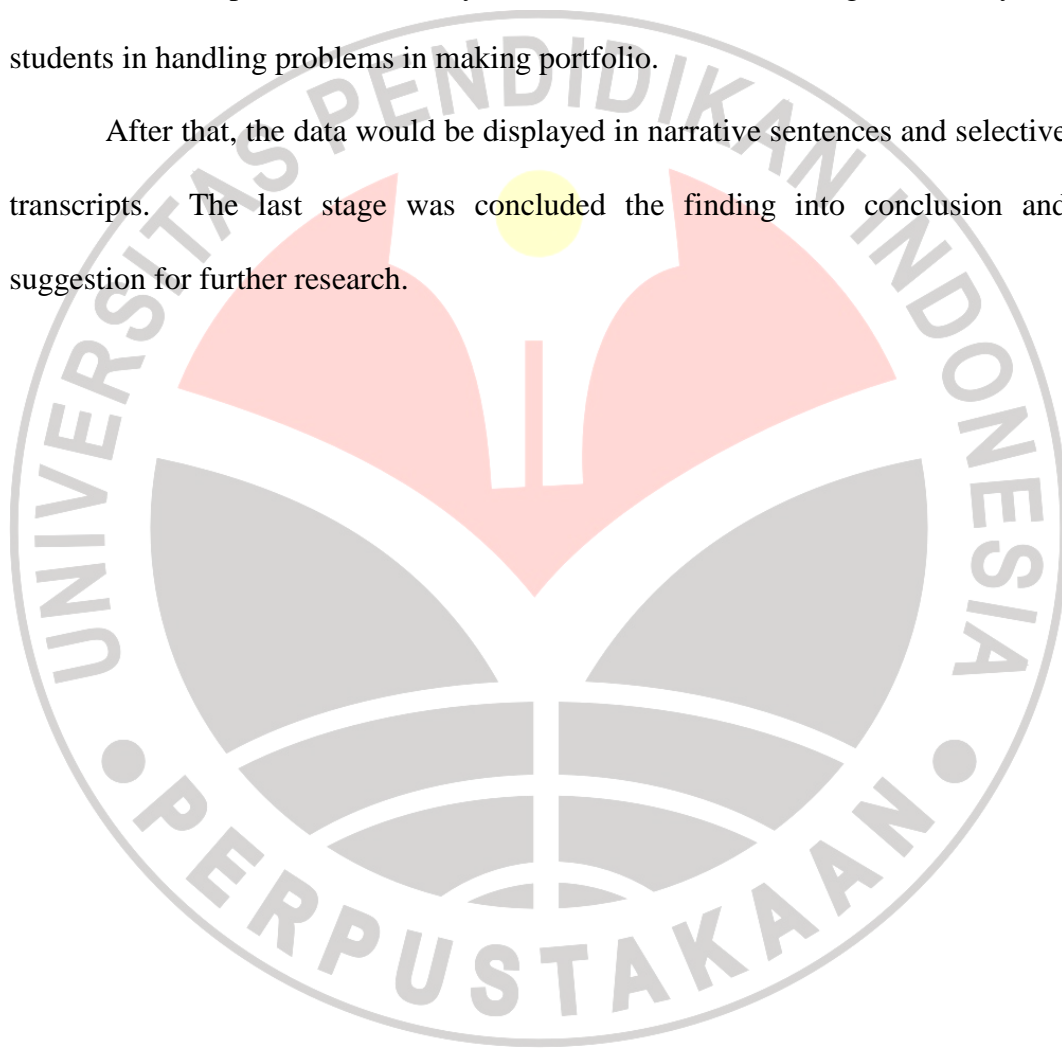 students in handling problems in making portfolio.
After that, the data would be displayed in narrative sentences and selective
transcripts. The last stage was concluded the finding into conclusion and
suggestion for further research.
UNIVERSITAS PENDIDIKAN INDONESIA
PERPUSTAKAAN